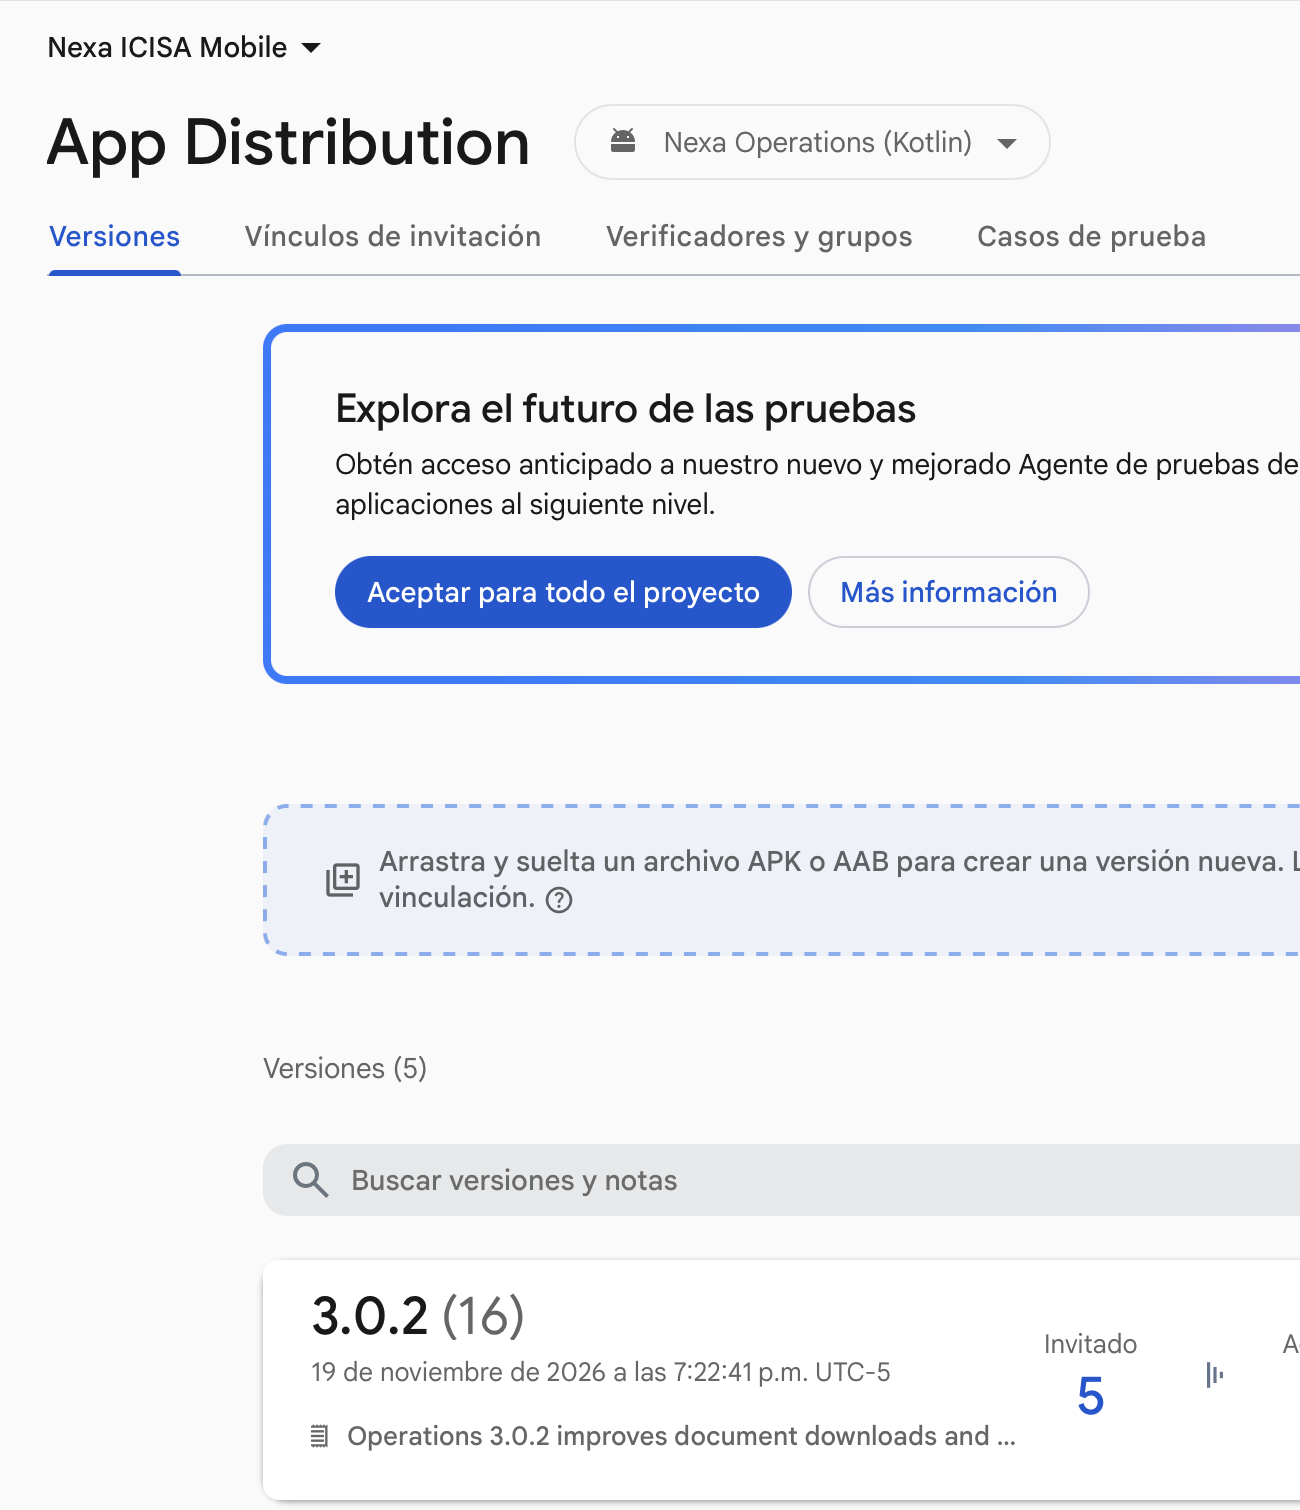 Nexa ICISA Mobile
App Distribution
Nexa Operations (Kotlin)
Versiones
Vínculos de invitación
Verificadores y grupos
Casos de prueba
Explora el futuro de las pruebas
Obtén acceso anticipado a nuestro nuevo y mejorado Agente de pruebas de
aplicaciones al siguiente nivel.
Aceptar para todo el proyecto
Más información
Arrastra y suelta un archivo APK o AAB para crear una versión nueva.
vinculación.
Versiones (5)
Buscar versiones y notas
3.0.2 (16)
19 de noviembre de 2026 a las 7:22:41 p.m. UTC-5
Invitado
5
Operations 3.0.2 improves document downloads and ...